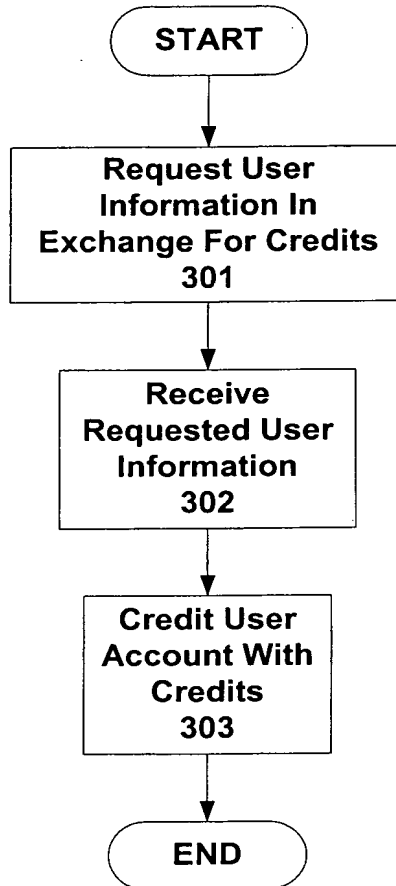 START
Request User
Information In
Exchange For Credits
301
Receive
Requested User
Information
302
Credit User
Account With
Credits
303
END